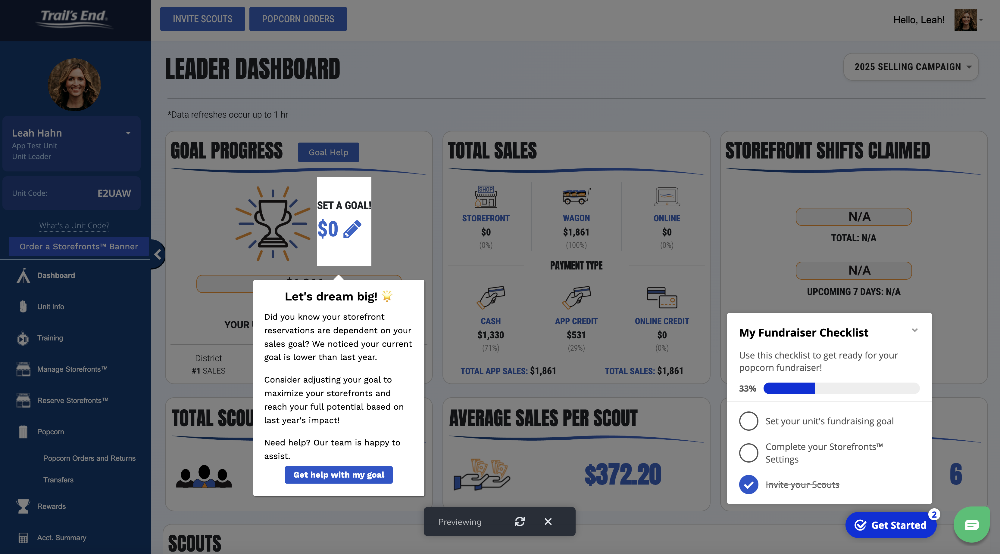 Trail's End®
INVITE SCOUTS
POPCORN ORDERS
Hello, Leah!
Leah Hahn
App Test Unit
Unit Leader
Unit Code:
E2UAW
What's a Unit Code?
Order a Storefronts™ Banner
Dashboard
Unit Info
Training
Manage Storefronts™
Reserve Storefronts™
Popcorn
Popcorn Orders and Returns
Transfers
Rewards
Acct. Summary
LEADER DASHBOARD
2025 SELLING CAMPAIGN
*Data refreshes occur up to 1 hr
GOAL PROGRESS
Goal Help
SET A GOAL!
$0
YOUR
District
#1 SALES
Let's dream big! 🌟
Did you know your storefront
reservations are dependent on your
sales goal? We noticed your current
goal is lower than last year.
Consider adjusting your goal to
maximize your storefronts and
reach your full potential based on
last year's impact!
Need help? Our team is happy to
assist.
Get help with my goal
TOTAL SALES
SHOP
STOREFRONT
$0
(0%)
WAGON
$1,861
(100%)
ONLINE
$0
(0%)
PAYMENT TYPE
CASH
$1,330
(71%)
APP CREDIT
$531
(29%)
ONLINE CREDIT
$0
(0%)
TOTAL APP SALES: $1,861
TOTAL SALES: $1,861
STOREFRONT SHIFTS CLAIMED
N/A
TOTAL: N/A
N/A
UPCOMING 7 DAYS: N/A
My Fundraiser Checklist
Use this checklist to get ready for your
popcorn fundraiser!
33%
Set your unit's fundraising goal
Complete your Storefronts™
Settings
Invite your Scouts
TOTAL
AVERAGE SALES PER SCOUT
$372.20
6
Previewing
2
Get Started
SCOUTS